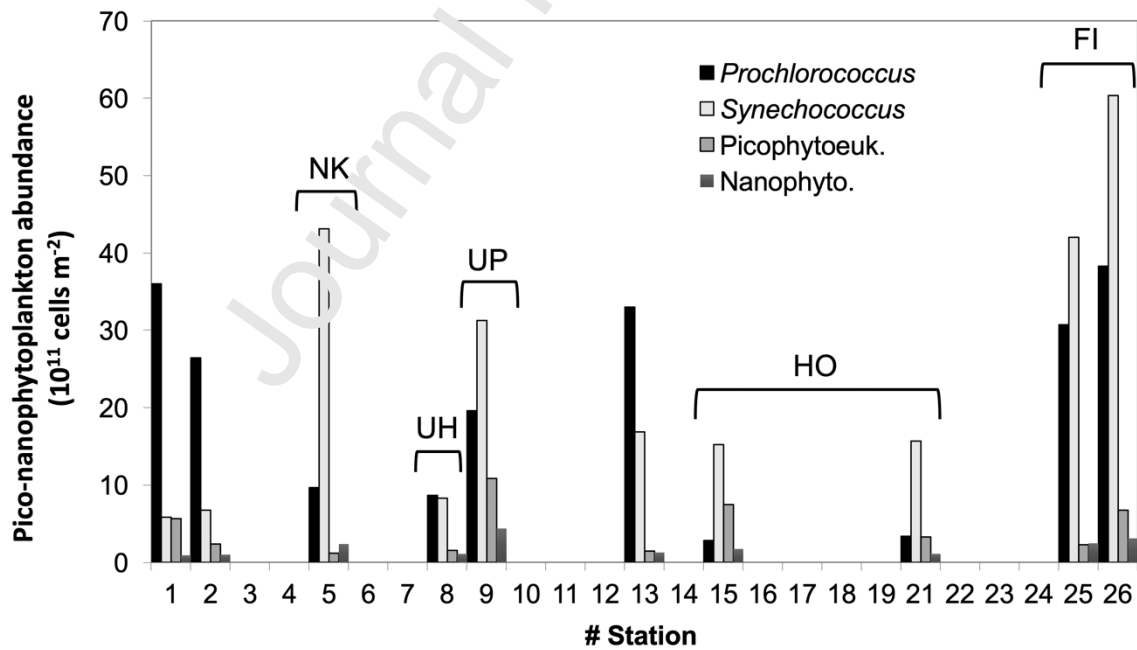 Journal
70
60
50
40
30
20
10
0
Pico-nanophytoplankton abundance
(10¹¹ cells m⁻²)
Prochlorococcus
Synechococcus
Picophytoeuk.
Nanophyto.
NK
UH
UP
HO
FI
1 2 3 4 5 6 7 8 9 10 11 12 13 14 15 16 17 18 19 21 22 23 24 25 26
# Station